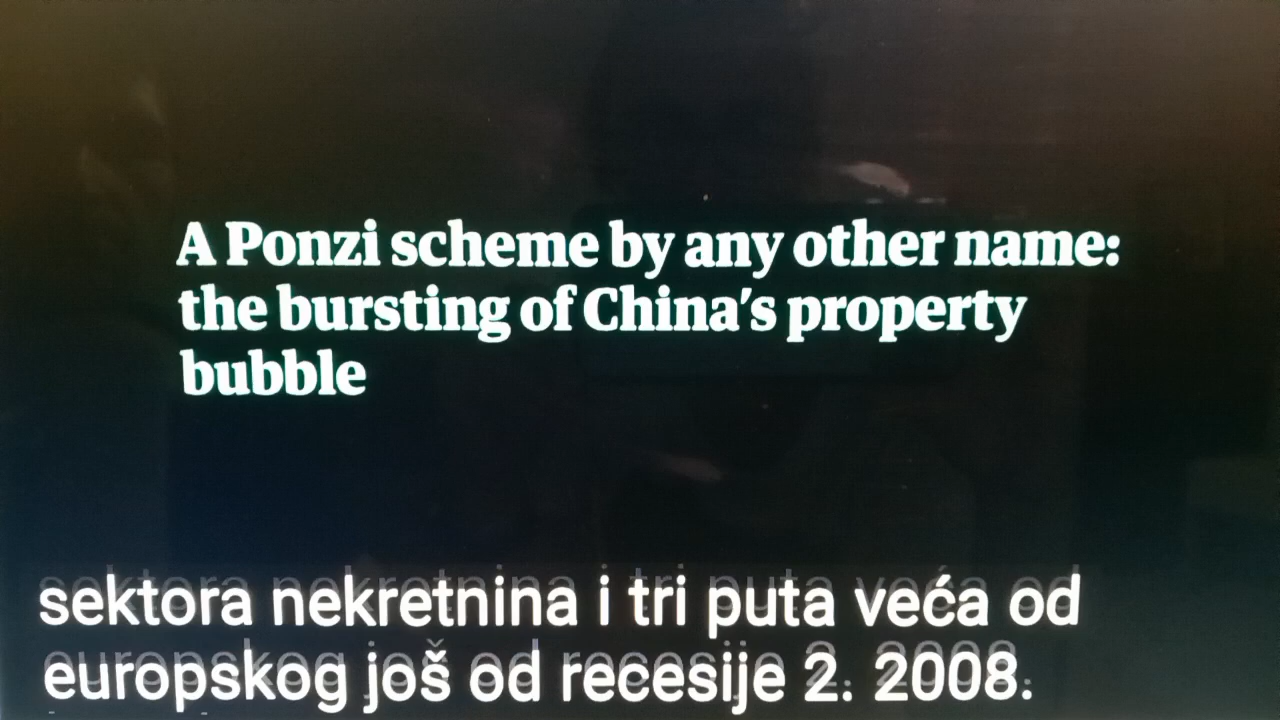 A Ponzi scheme by any other name:
the bursting of China's property
bubble
sektora nekretnina i tri puta veća od
europskog još od recesije 2. 2008.